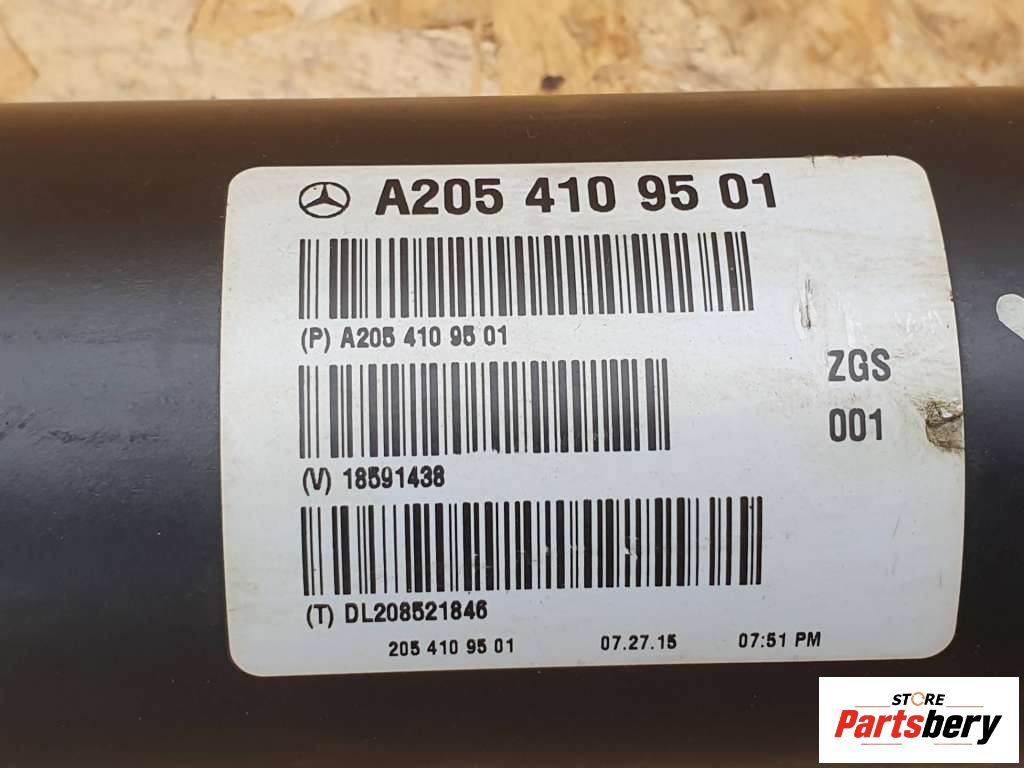 A205 410 95 01
(P) A205 410 95 01
ZGS
001
(V) 18591438
(T) DL208521846
205 410 95 01 07.27.15 07:51 PM
STORE
Partsbery